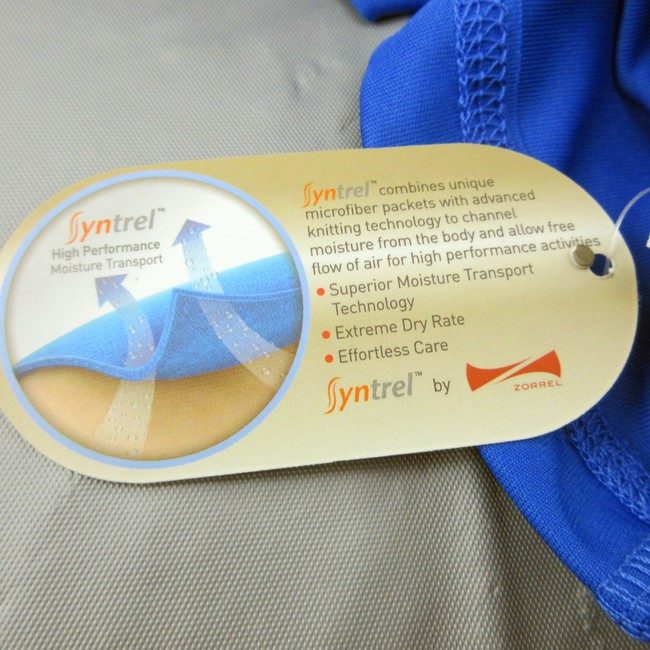 Syntrel™
High Performance
Moisture Transport
Syntrel™ combines unique
microfiber packets with advanced
knitting technology to channel
moisture from the body and allow free
flow of air for high performance activities
• Superior Moisture Transport
Technology
• Extreme Dry Rate
• Effortless Care
Syntrel™ by ZORREL